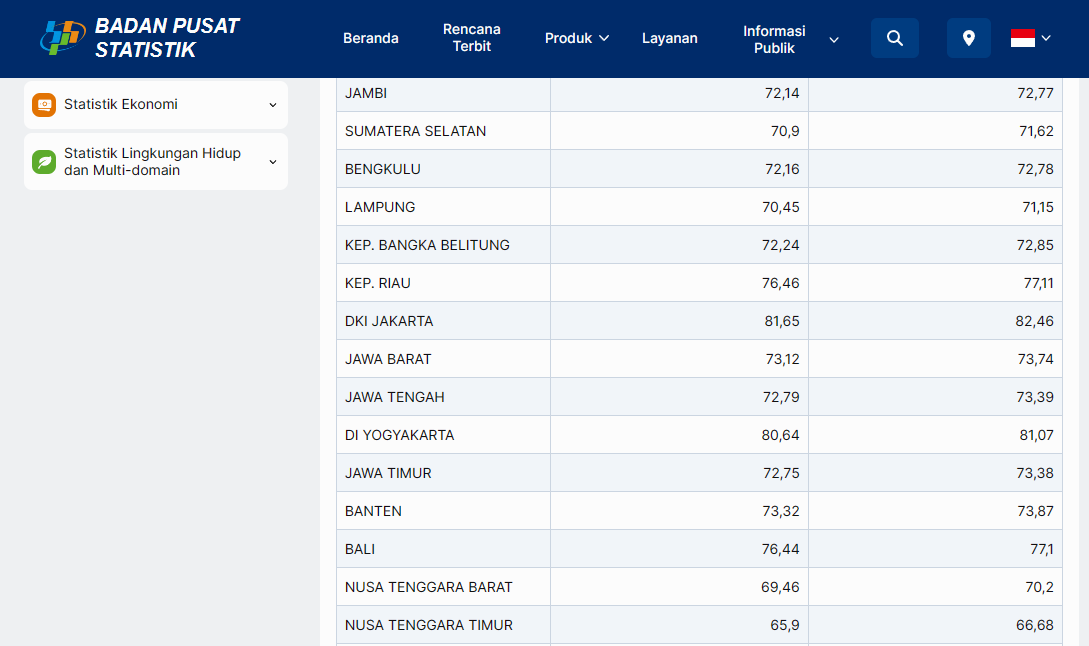 BADAN PUSAT
STATISTIK
Beranda
Rencana
Terbit
Produk
Layanan
Informasi
Publik
Statistik Ekonomi
Statistik Lingkungan Hidup
dan Multi-domain
JAMBI 72,14 72,77
SUMATERA SELATAN 70,9 71,62
BENGKULU 72,16 72,78
LAMPUNG 70,45 71,15
KEP. BANGKA BELITUNG 72,24 72,85
KEP. RIAU 76,46 77,11
DKI JAKARTA 81,65 82,46
JAWA BARAT 73,12 73,74
JAWA TENGAH 72,79 73,39
DI YOGYAKARTA 80,64 81,07
JAWA TIMUR 72,75 73,38
BANTEN 73,32 73,87
BALI 76,44 77,1
NUSA TENGGARA BARAT 69,46 70,2
NUSA TENGGARA TIMUR 65,9 66,68